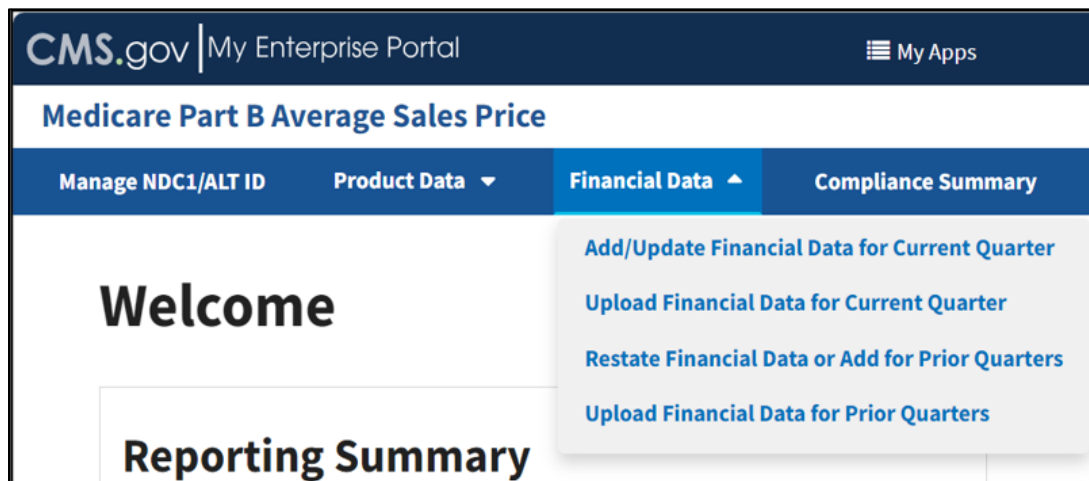 CMS.gov My Enterprise Portal
My Apps
Medicare Part B Average Sales Price
Manage NDC1/ALT ID
Product Data
Financial Data
Compliance Summary
Add/Update Financial Data for Current Quarter
Upload Financial Data for Current Quarter
Restate Financial Data or Add for Prior Quarters
Upload Financial Data for Prior Quarters
Welcome
Reporting Summary